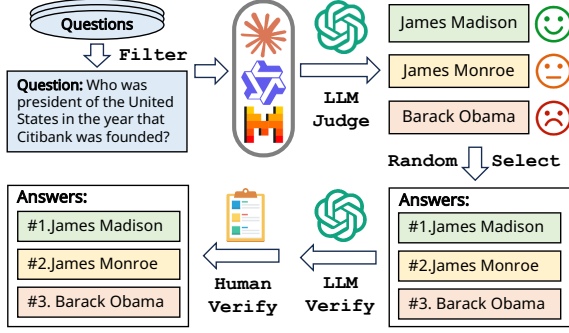 Questions
Filter
Question: Who was
president of the United
States in the year that
Citibank was founded?
LLM
Judge
James Madison
James Monroe
Barack Obama
Random Select
Answers:
#1.James Madison
#2.James Monroe
#3. Barack Obama
LLM
Verify
Human
Verify
Answers:
#1.James Madison
#2.James Monroe
#3. Barack Obama